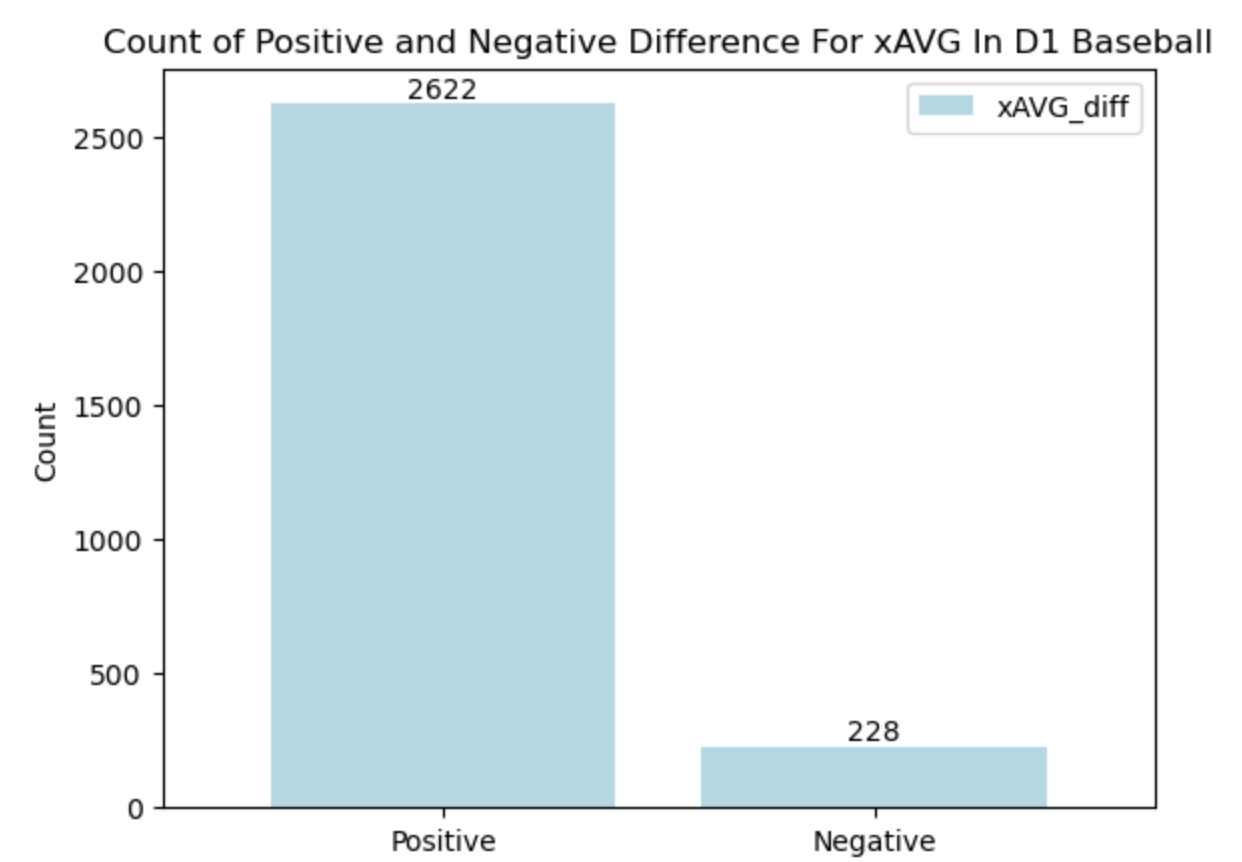 Count of Positive and Negative Difference For xAVG In D1 Baseball
2622
xAVG_diff
2500
2000
1500
1000
500
0
Count
228
Positive
Negative